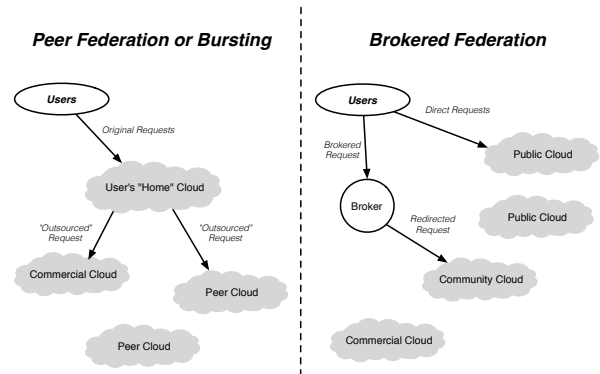 Peer Federation or Bursting
Users
Original Requests
User's "Home" Cloud
"Outsourced"
Request
"Outsourced"
Request
Commercial Cloud
Peer Cloud
Peer Cloud
Brokered Federation
Users
Direct Requests
Brokered
Request
Public Cloud
Broker
Public Cloud
Redirected
Request
Community Cloud
Commercial Cloud